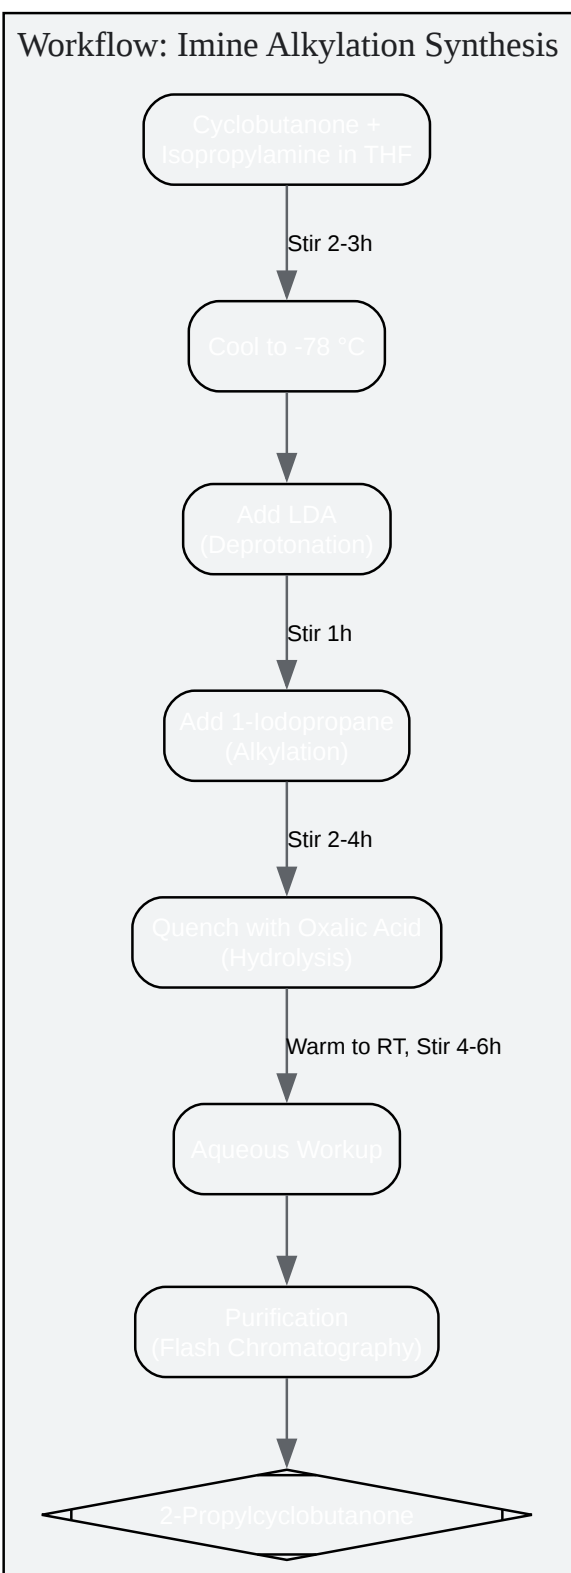 Workflow: Imine Alkylation Synthesis
Cyclobutanone +
Isopropylamine in THF
Stir 2-3h
Cool to -78 °C
Add LDA
(Deprotonation)
Stir 1h
Add 1-Iodopropane
(Alkylation)
Stir 2-4h
Quench with Oxalic Acid
(Hydrolysis)
Warm to RT, Stir 4-6h
Aqueous Workup
Purification
(Flash Chromatography)
2-Propylcyclobutanone